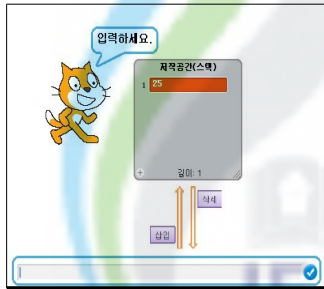 입력하세요.
저장공간(스택)
1 25
+ 길이: 1
삭제
삽입